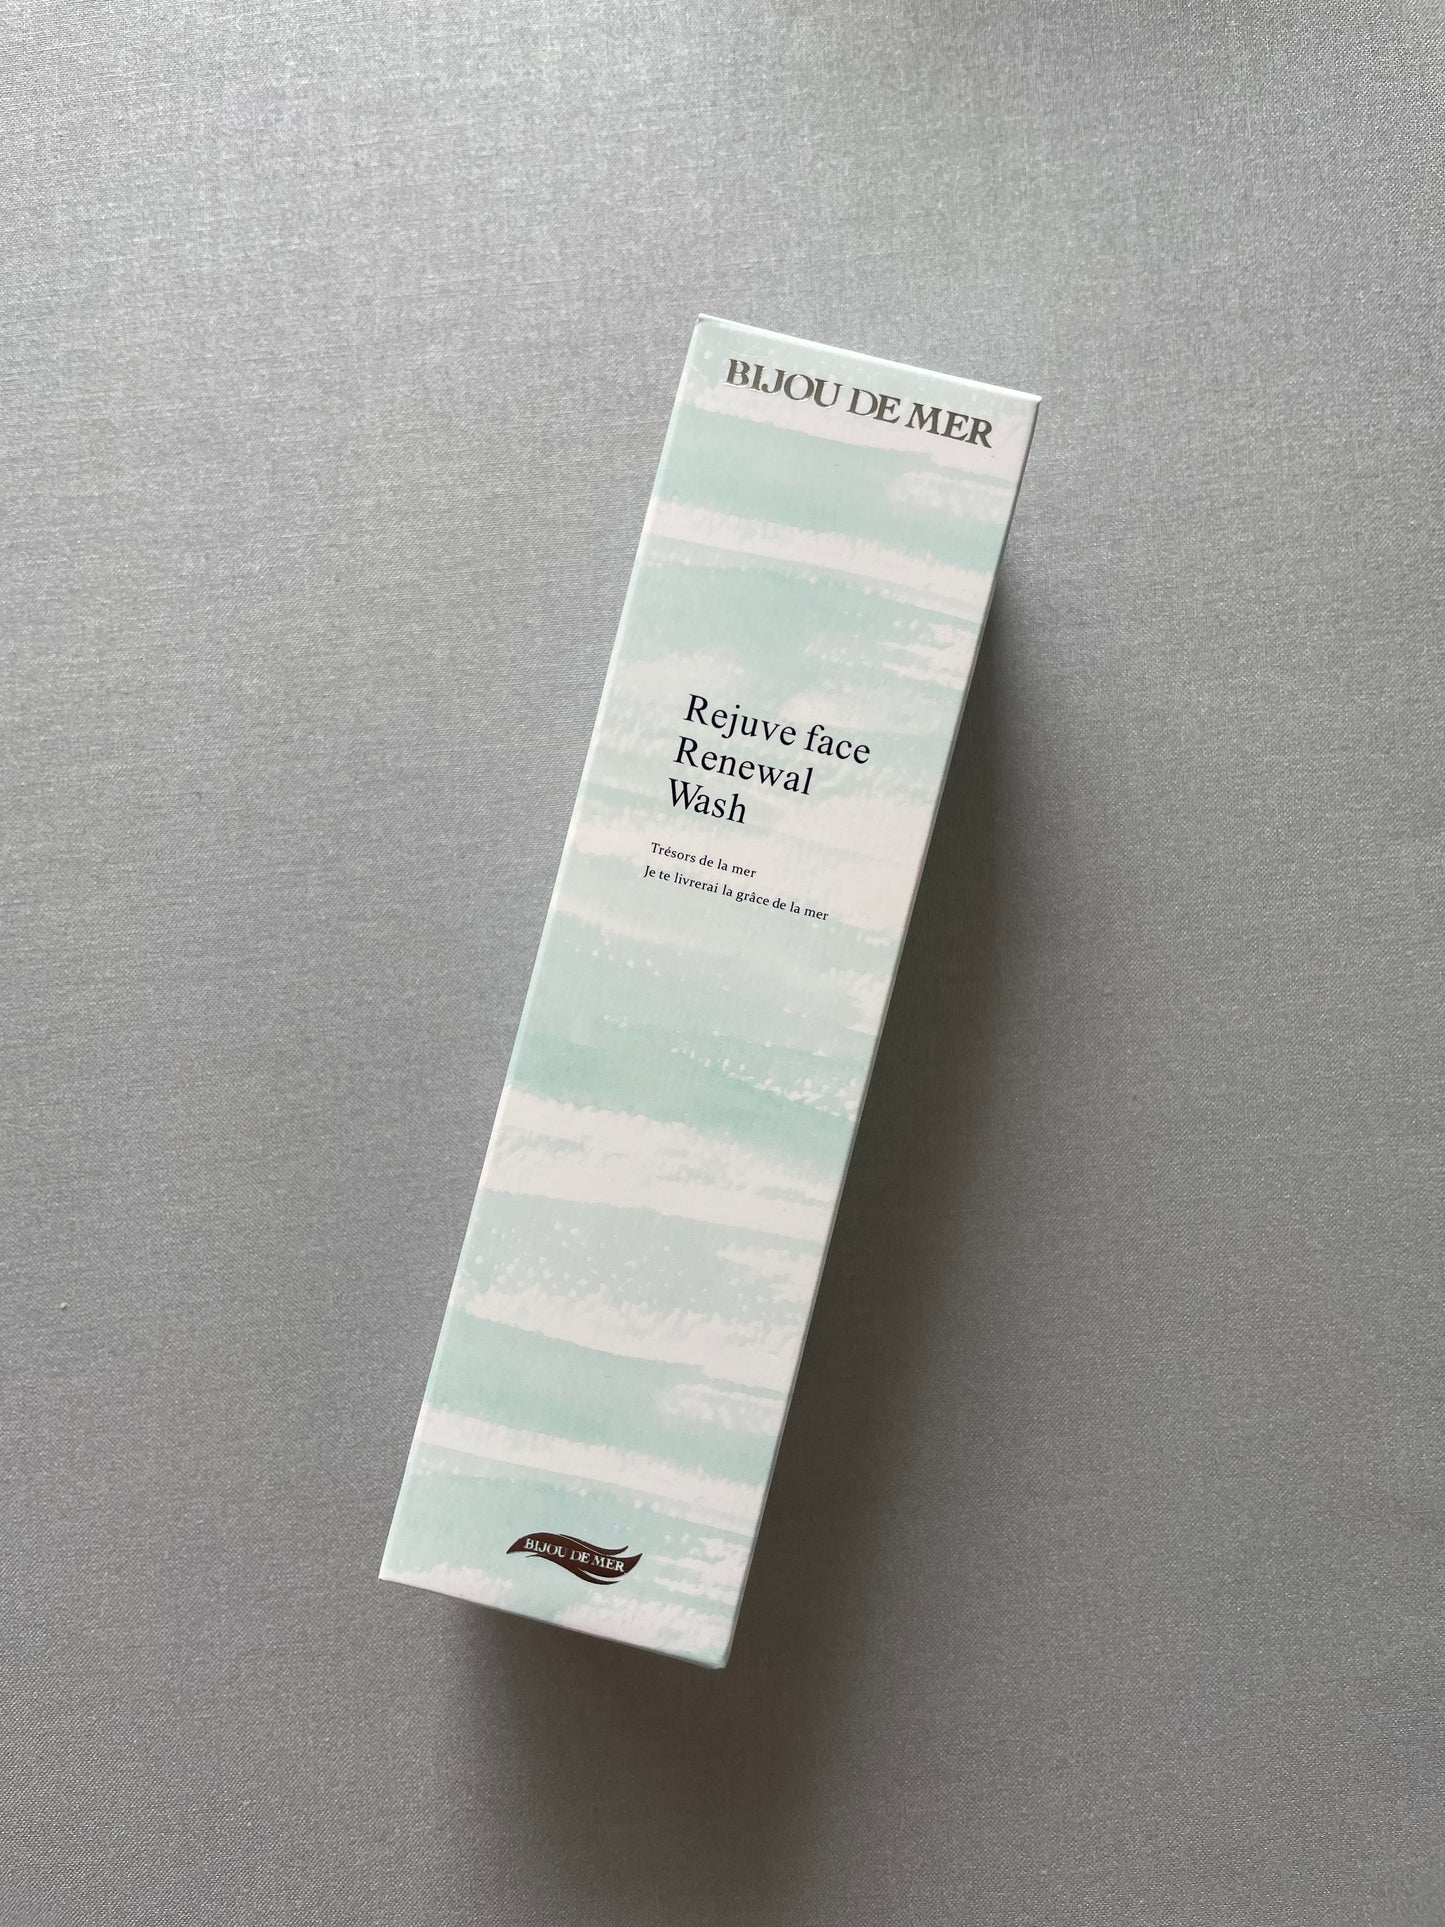 BIJOU DE MER
Rejuve face
Renewal
Wash
Trésors de la mer
Je te livrerai la grâce de la mer
BIJOU DE MER